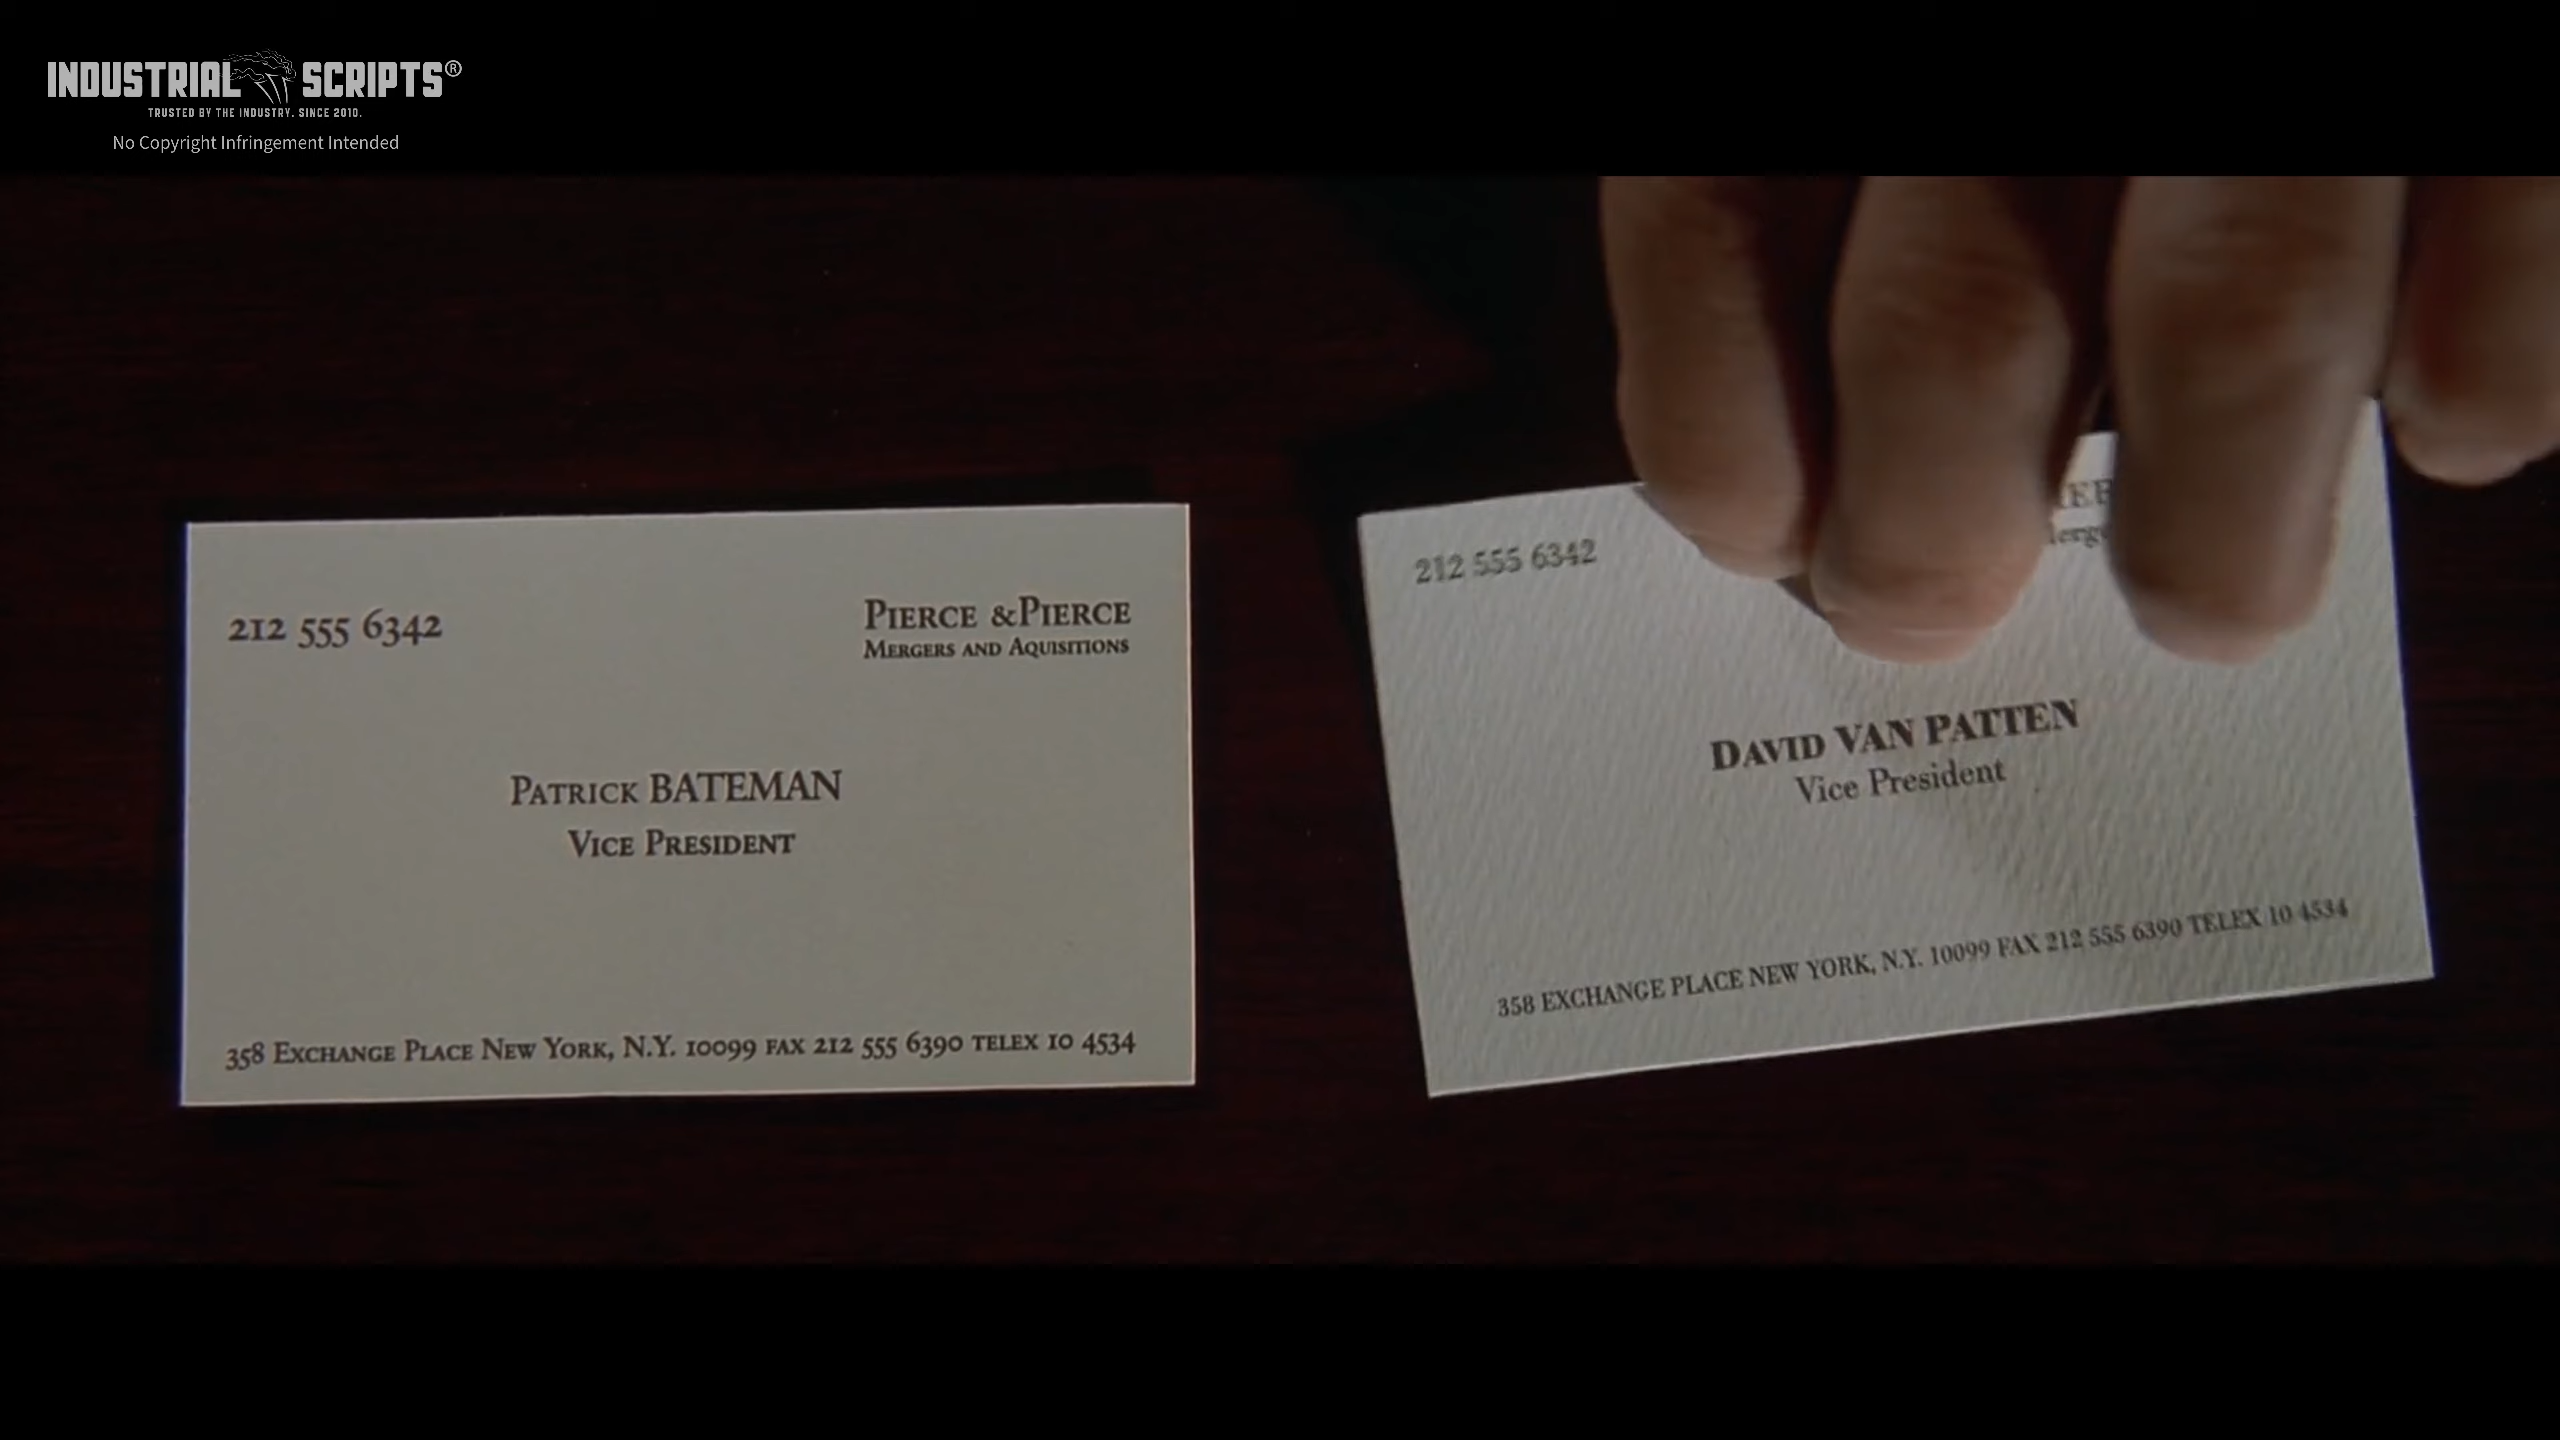 INDUSTRIAL SCRIPTS®
TRUSTED BY THE INDUSTRY. SINCE 2010.
No Copyright Infringement Intended
212 555 6342
PIERCE &PIERCE
MERGERS AND AQUISITIONS
PATRICK BATEMAN
VICE PRESIDENT
358 EXCHANGE PLACE NEW YORK, N.Y. 10099 FAX 212 555 6390 TELEX 10 4534
212 555 6342
DAVID VAN PATTEN
Vice President
358 EXCHANGE PLACE NEW YORK, N.Y. 10099 FAX 212 555 6390 TELEX 10 4534